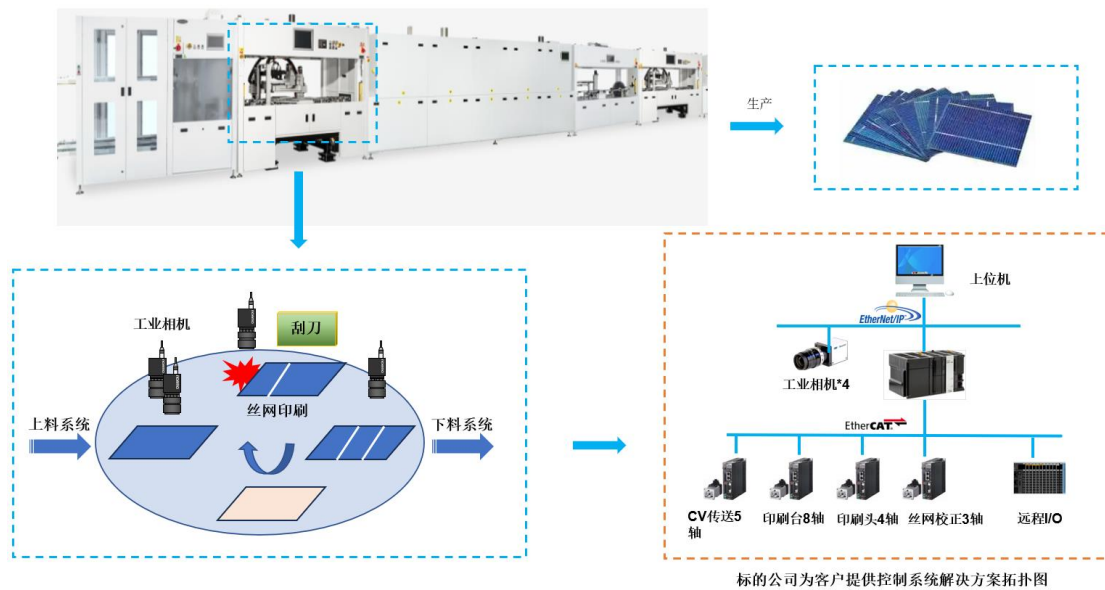 生产
工业相机
刮刀
丝网印刷
上料系统
下料系统
上位机
EtherNet/IP
工业相机*4
EtherCAT
CV传送5
轴
印刷台8轴
印刷头4轴
丝网校正3轴
远程I/O
标的公司为客户提供控制系统解决方案拓扑图